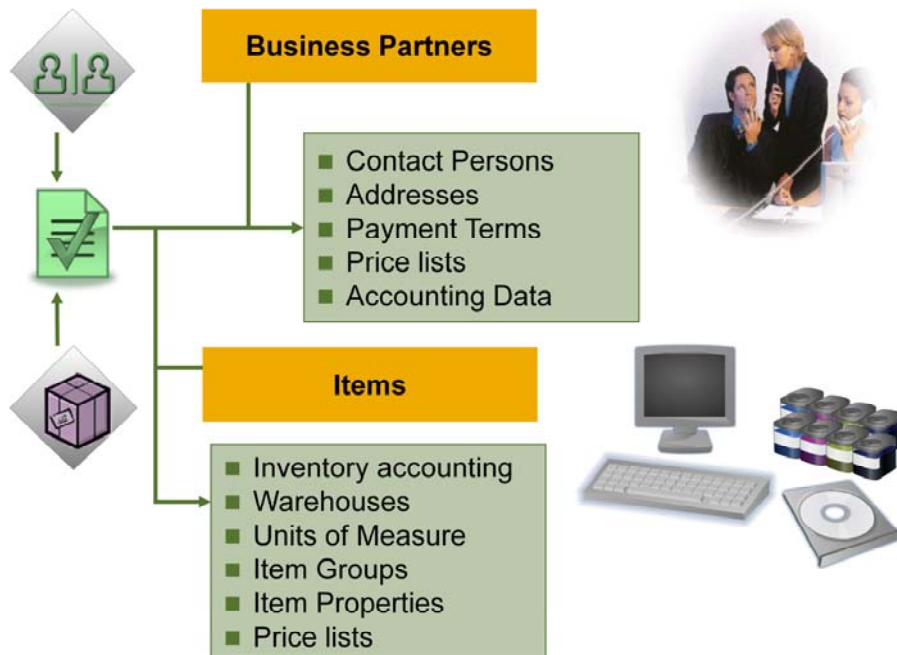 Business Partners
Contact Persons
Addresses
Payment Terms
Price lists
Accounting Data
Items
Inventory accounting
Warehouses
Units of Measure
Item Groups
Item Properties
Price lists